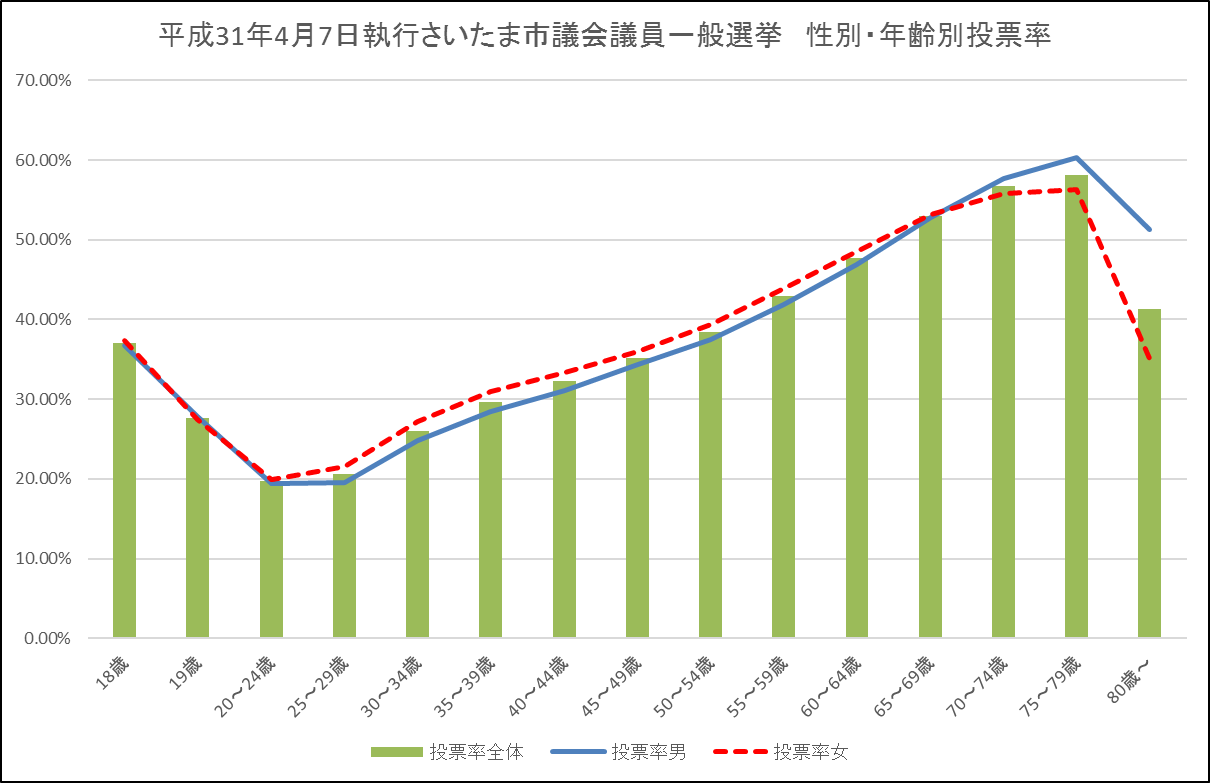 平成31年4月7日執行さいたま市議会議員一般選挙　性別・年齢別投票率
70.00%
60.00%
50.00%
40.00%
30.00%
20.00%
10.00%
0.00%
18歳
19歳
20～24歳
25～29歳
30～34歳
35～39歳
40～44歳
45～49歳
50～54歳
55～59歳
60～64歳
65～69歳
70～74歳
75～79歳
80歳～
投票率全体 投票率男 投票率女